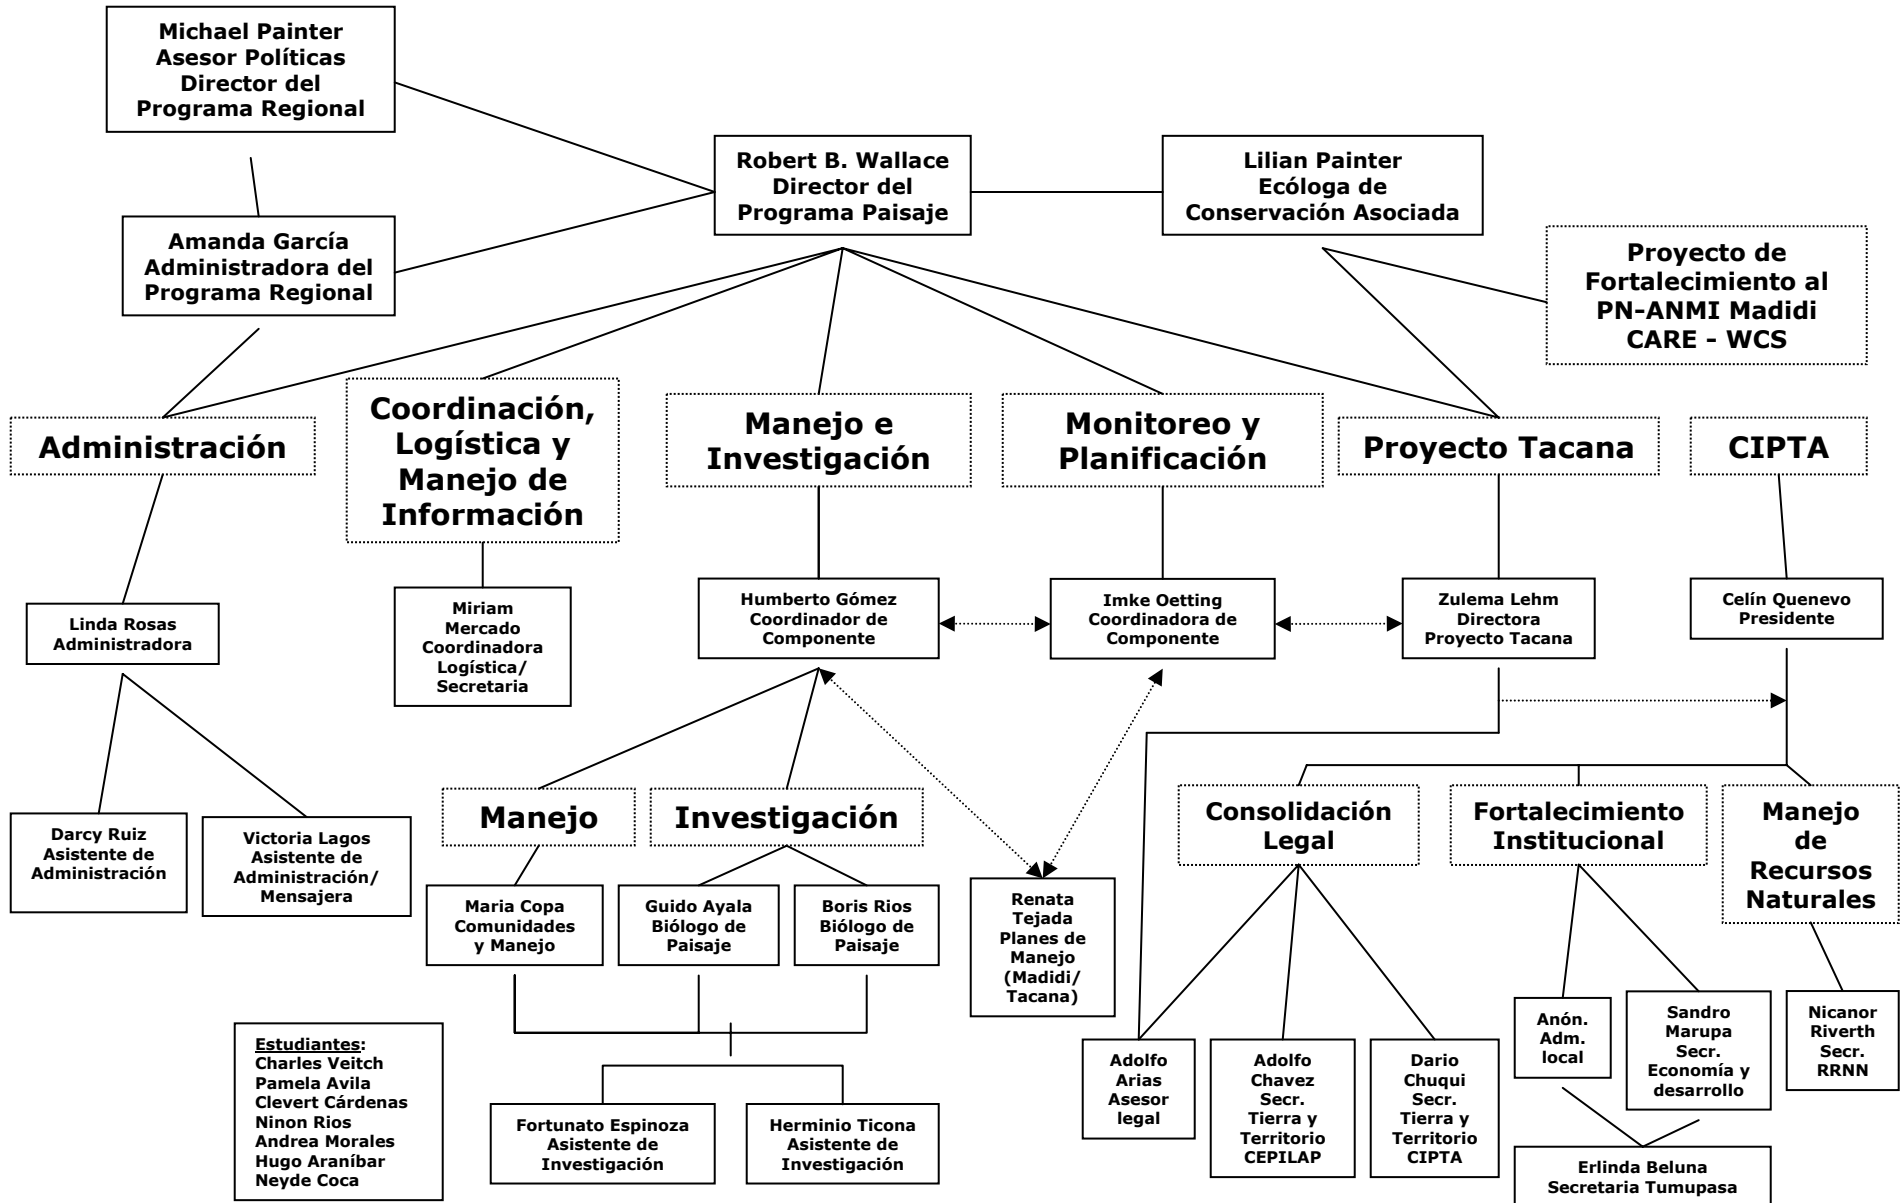 Michael Painter
Asesor Políticas
Director del
Programa Regional
Robert B. Wallace
Director del
Programa Paisaje
Lilian Painter
Ecóloga de
Conservación Asociada
Amanda García
Administradora del
Programa Regional
Proyecto de
Fortalecimiento al
PN-ANMI Madidi
CARE - WCS
Administración
Coordinación,
Logística y
Manejo de
Información
Manejo e
Investigación
Monitoreo y
Planificación
Proyecto Tacana
CIPTA
Linda Rosas
Administradora
Miriam
Mercado
Coordinadora
Logística/
Secretaria
Humberto Gómez
Coordinador de
Componente
Imke Oetting
Coordinadora de
Componente
Zulema Lehm
Directora
Proyecto Tacana
Celín Quenevo
Presidente
Darcy Ruiz
Asistente de
Administración
Victoria Lagos
Asistente de
Administración/
Mensajera
Manejo
Investigación
Consolidación
Legal
Fortalecimiento
Institucional
Manejo
de
Recursos
Naturales
Maria Copa
Comunidades
y Manejo
Guido Ayala
Biólogo de
Paisaje
Boris Rios
Biólogo de
Paisaje
Renata
Tejada
Planes de
Manejo
(Madidi/
Tacana)
Estudiantes:
Charles Veitch
Pamela Avila
Clevert Cárdenas
Ninon Rios
Andrea Morales
Hugo Araníbar
Neyde Coca
Fortunato Espinoza
Asistente de
Investigación
Herminio Ticona
Asistente de
Investigación
Adolfo
Arias
Asesor
legal
Adolfo
Chavez
Secr.
Tierra y
Territorio
CEPILAP
Dario
Chuqui
Secr.
Tierra y
Territorio
CIPTA
Anón.
Adm.
local
Sandro
Marupa
Secr.
Economía y
desarrollo
Nicanor
Riverth
Secr.
RRNN
Erlinda Beluna
Secretaria Tumupasa